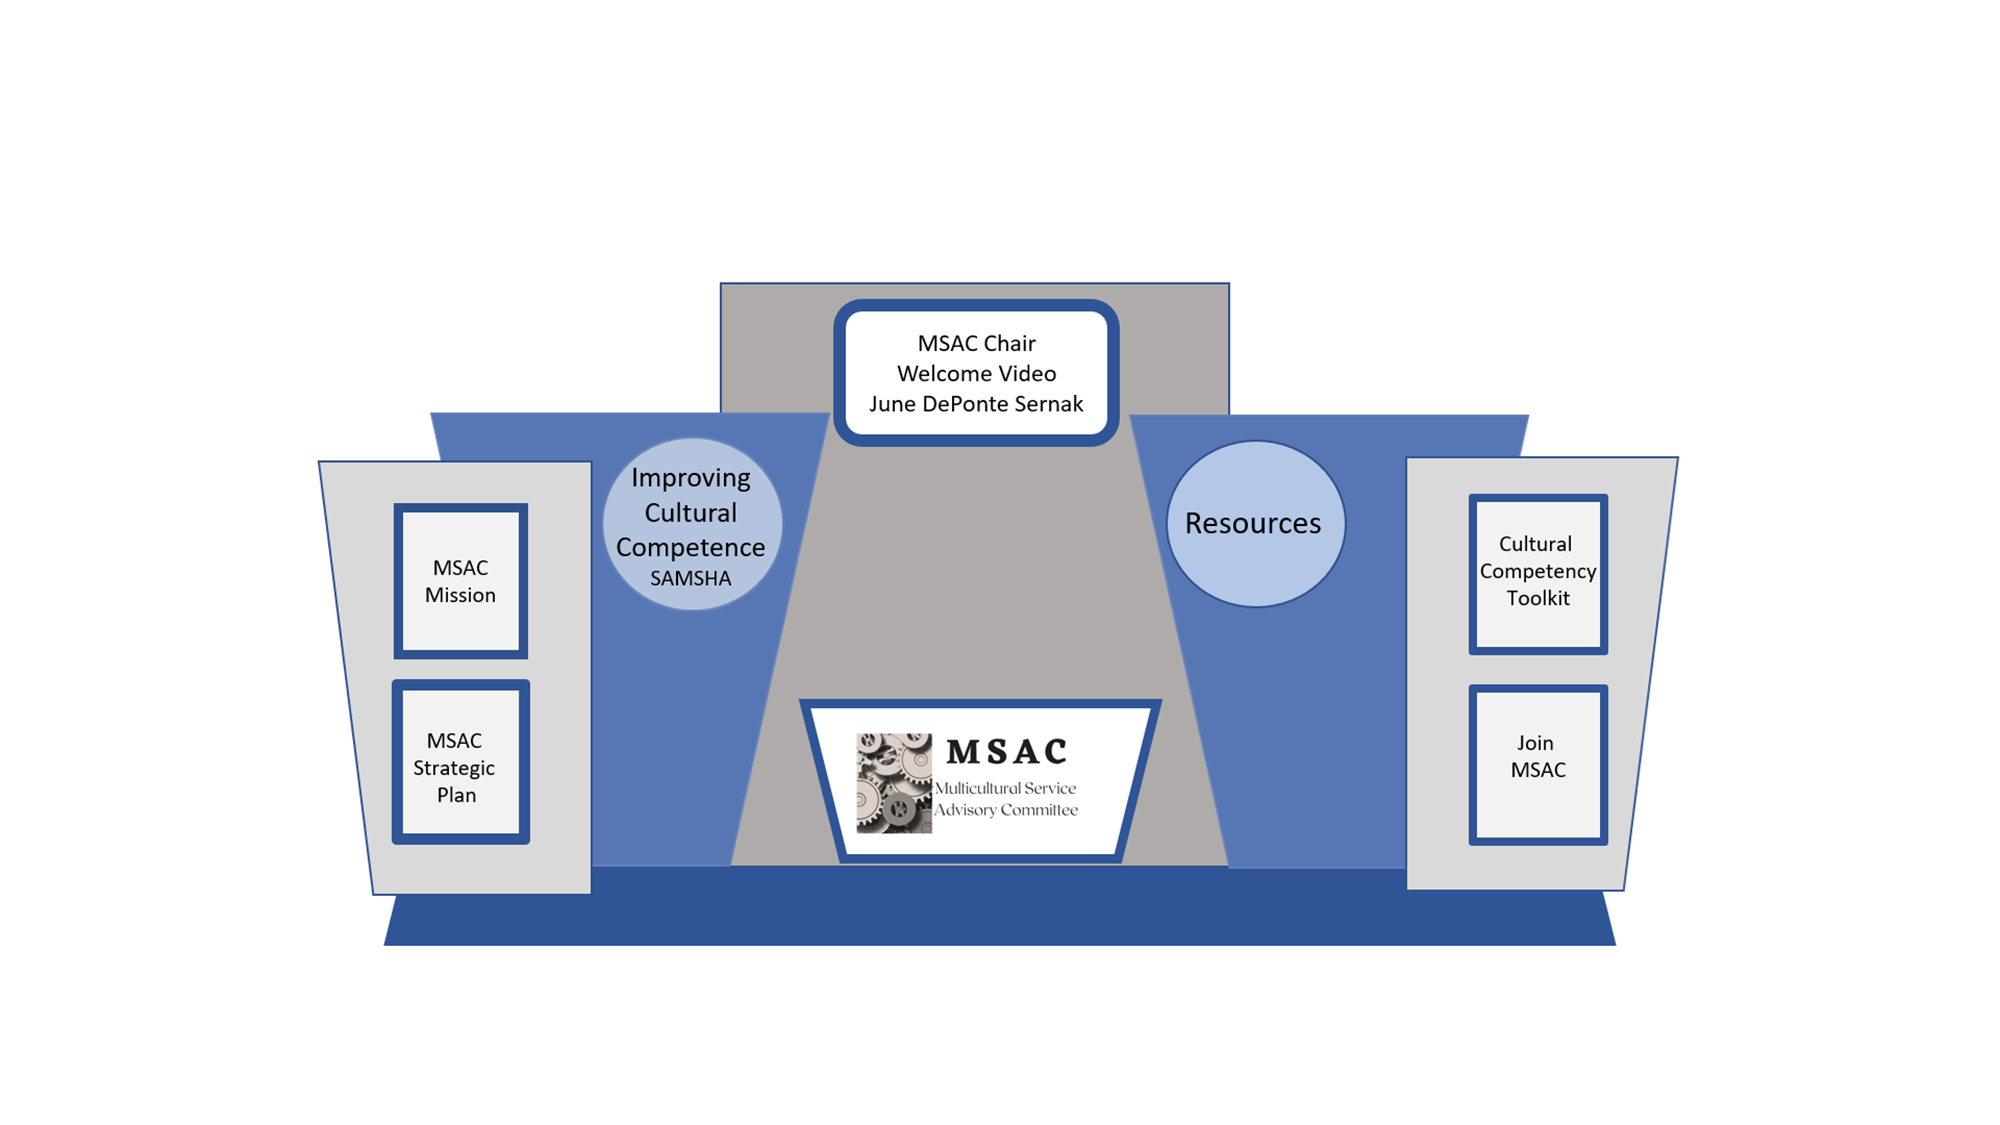 MSAC Chair
Welcome Video
June DePonte Sernak
Improving
Cultural
Competence
SAMSHA
Resources
MSAC
Mission
MSAC
Strategic
Plan
Cultural
Competency
Toolkit
Join
MSAC
MSAC
Multicultural Service
Advisory Committee